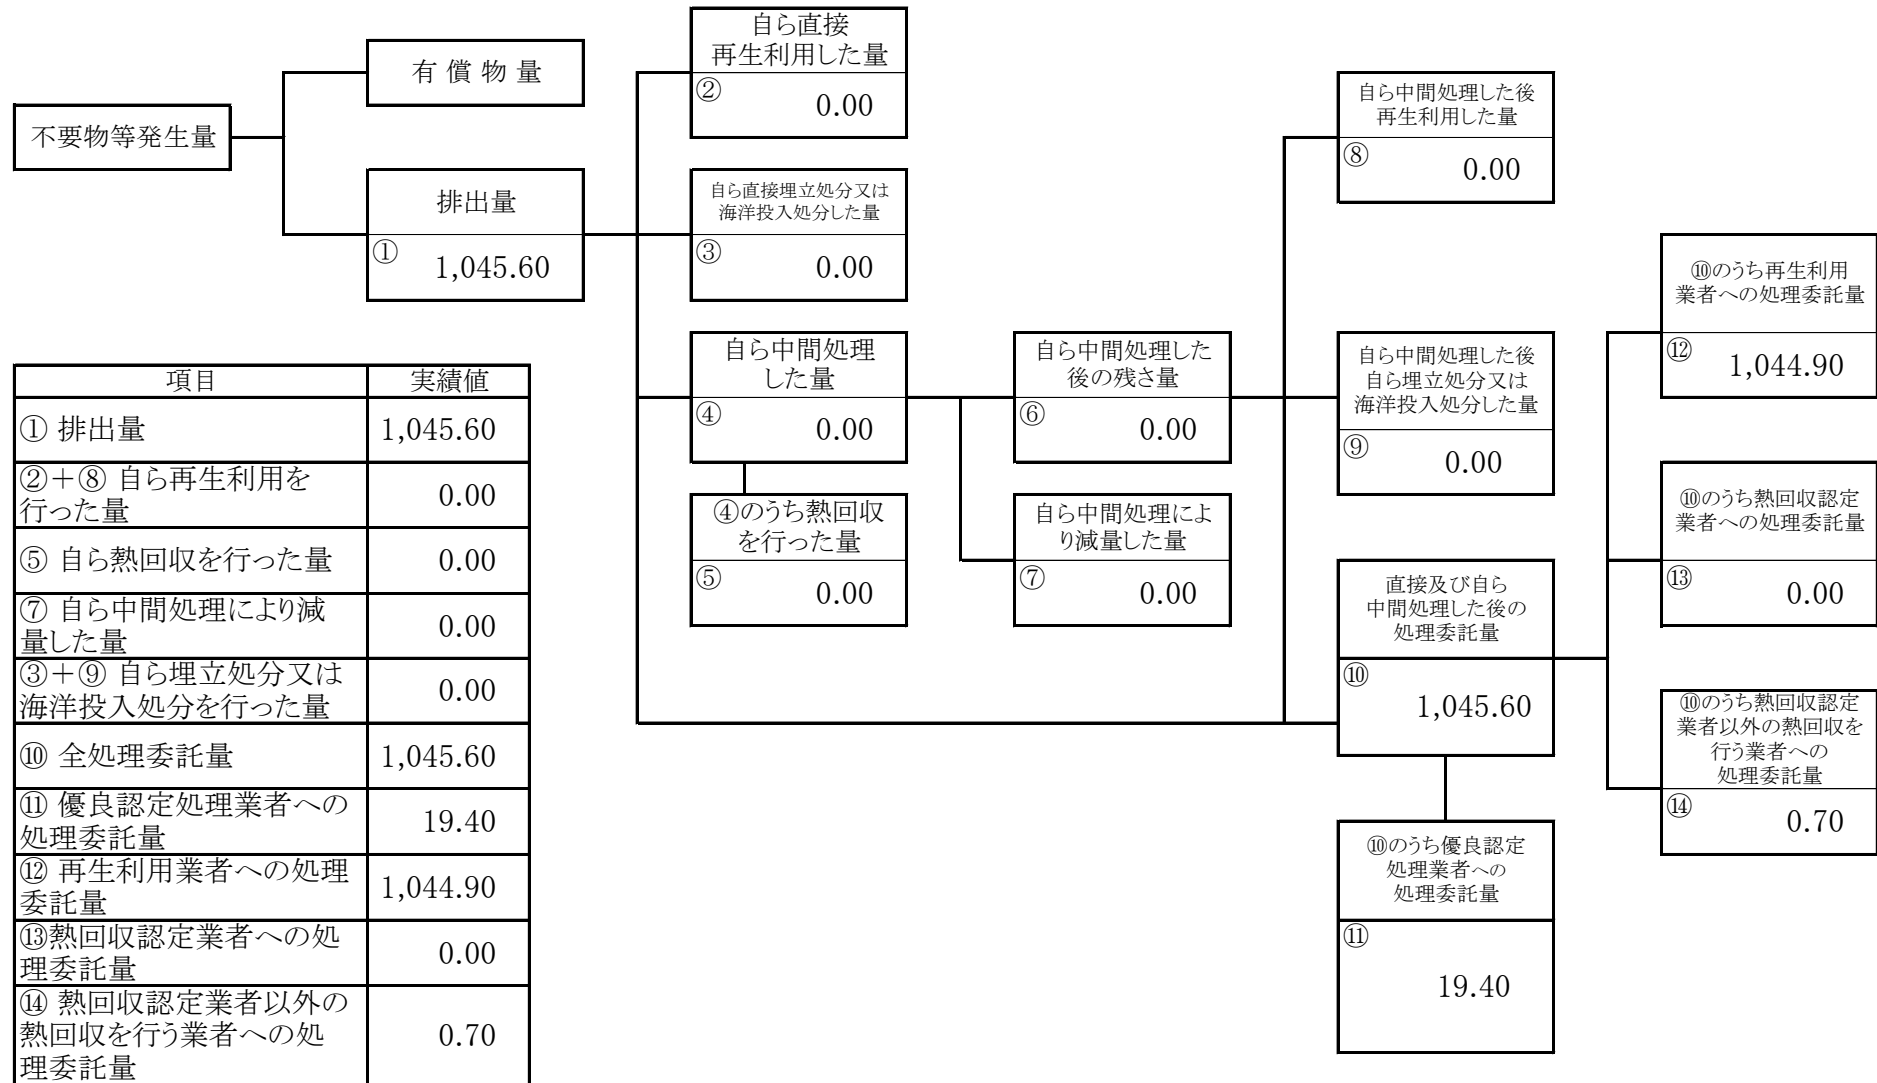 不要物等発生量
有 償 物 量
排出量
① 1,045.60
自ら直接
再生利用した量
② 0.00
自ら直接埋立処分又は
海洋投入処分した量
③ 0.00
自ら中間処理
した量
④ 0.00
④のうち熱回収
を行った量
⑤ 0.00
自ら中間処理した
後の残さ量
⑥ 0.00
自ら中間処理によ
り減量した量
⑦ 0.00
自ら中間処理した後
再生利用した量
⑧ 0.00
自ら中間処理した後
自ら埋立処分又は
海洋投入処分した量
⑨ 0.00
直接及び自ら
中間処理した後の
処理委託量
⑩ 1,045.60
⑩のうち優良認定
処理業者への
処理委託量
⑪ 19.40
⑩のうち再生利用
業者への処理委託量
⑫ 1,044.90
⑩のうち熱回収認定
業者への処理委託量
⑬ 0.00
⑩のうち熱回収認定
業者以外の熱回収を
行う業者への
処理委託量
⑭ 0.70
項目 実績値
① 排出量 1,045.60
②+⑧ 自ら再生利用を
行った量 0.00
⑤ 自ら熱回収を行った量 0.00
⑦ 自ら中間処理により減
量した量 0.00
③+⑨ 自ら埋立処分又は
海洋投入処分を行った量 0.00
⑩ 全処理委託量 1,045.60
⑪ 優良認定処理業者への
処理委託量 19.40
⑫ 再生利用業者への処理
委託量 1,044.90
⑬熱回収認定業者への処
理委託量 0.00
⑭ 熱回収認定業者以外の
熱回収を行う業者への処
理委託量 0.70